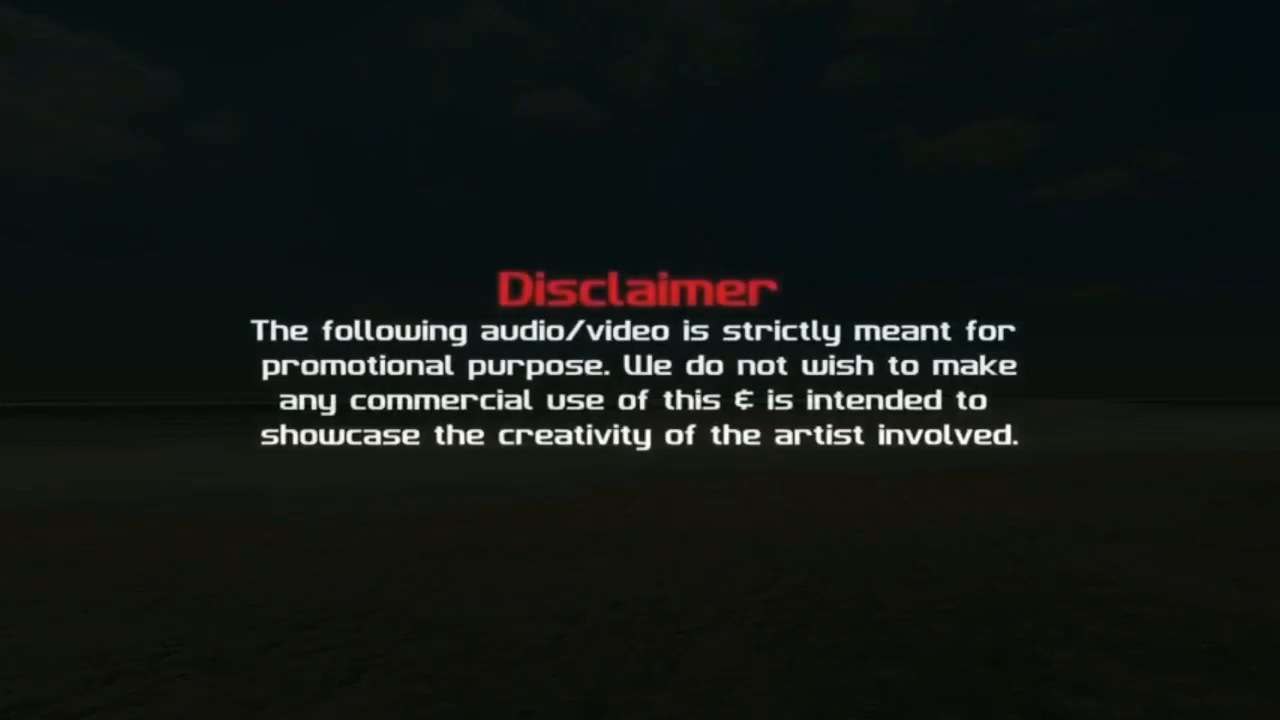 Disclaimer
The following audio/video is strictly meant for
promotional purpose. We do not wish to make
any commercial use of this & is intended to
showcase the creativity of the artist involved.